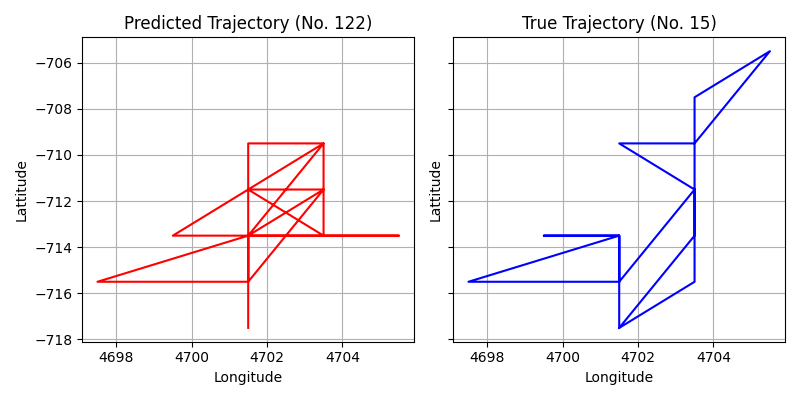 Predicted Trajectory (No. 122)
True Trajectory (No. 15)
−706
−708
−710
−712
−714
−716
−718
Lattitude
Lattitude
4698
4700
4702
4704
4698
4700
4702
4704
Longitude
Longitude